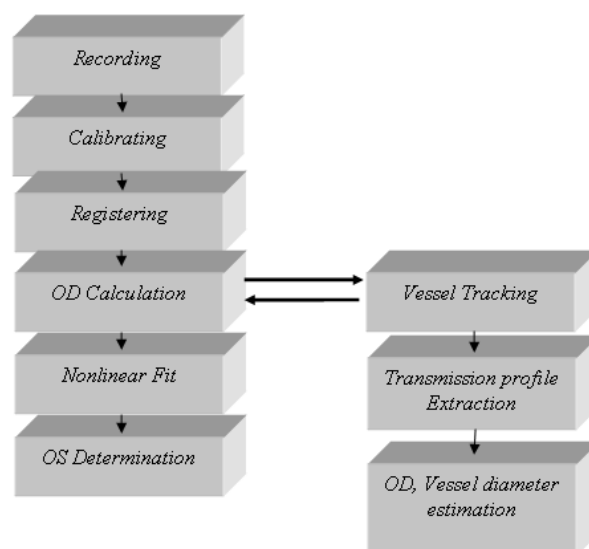 Recording
Calibrating
Registering
OD Calculation
Nonlinear Fit
OS Determination
Vessel Tracking
Transmission profile
Extraction
OD, Vessel diameter
estimation